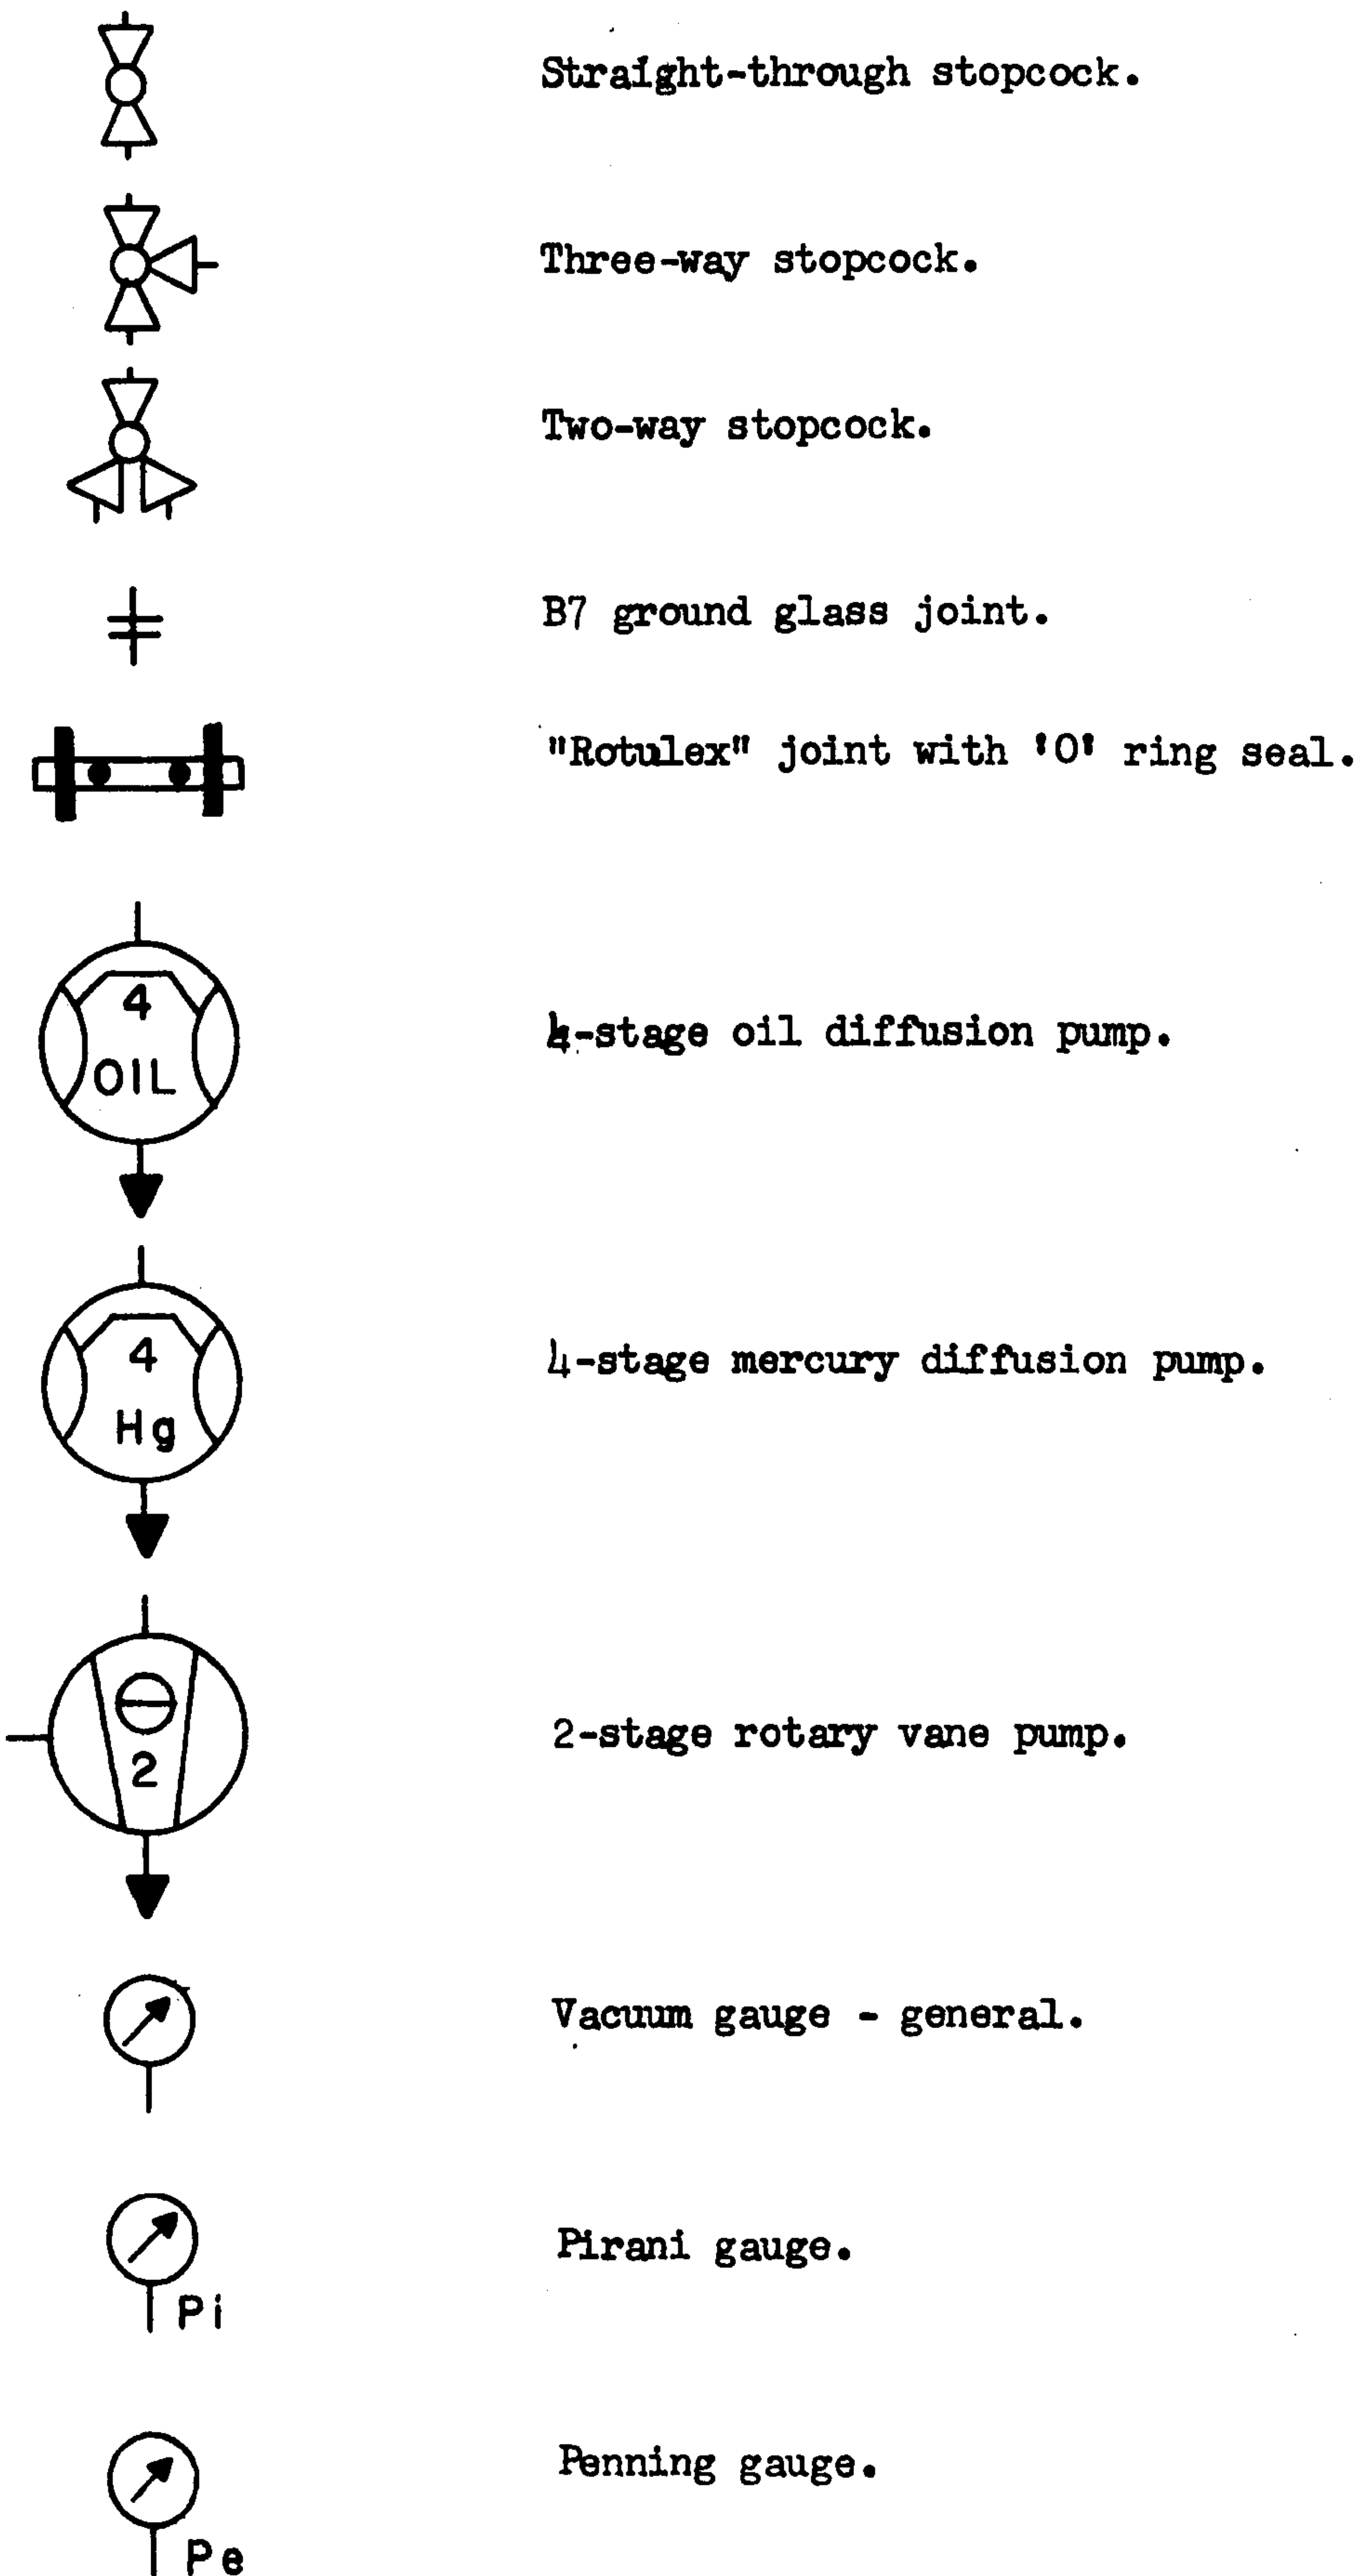 Straight-through stopcock.
Three-way stopcock.
Two-way stopcock.
B7 ground glass joint.
"Rotulex" joint with 'O' ring seal.
4
OIL
4-stage oil diffusion pump.
4
Hg
4-stage mercury diffusion pump.
2
2-stage rotary vane pump.
Vacuum gauge - general.
Pirani gauge.
Pi
Penning gauge.
Pe